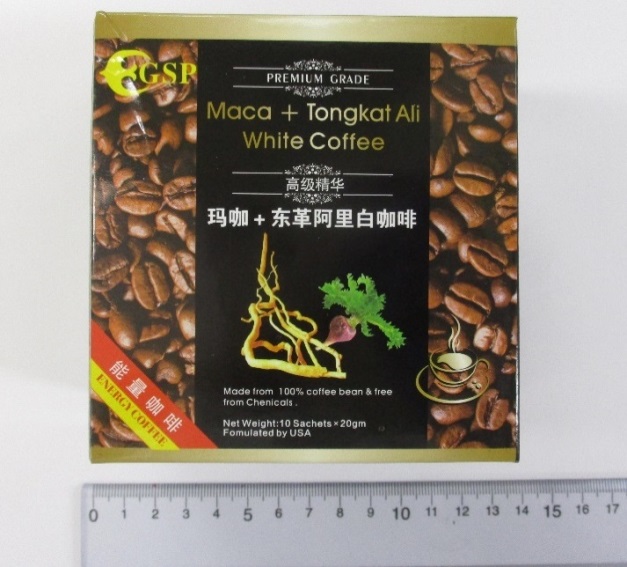 GSP
PREMIUM GRADE
Maca + Tongkat Ali
White Coffee
高级精华
玛咖+东革阿里白咖啡
能量咖啡
ENERGY COFFEE
Made from 100% coffee bean & free
from Chenicals .
Net Weight:10 Sachets×20gm
Fomulated by USA
0 1 2 3 4 5 6 7 8 9 10 11 12 13 14 15 16 17